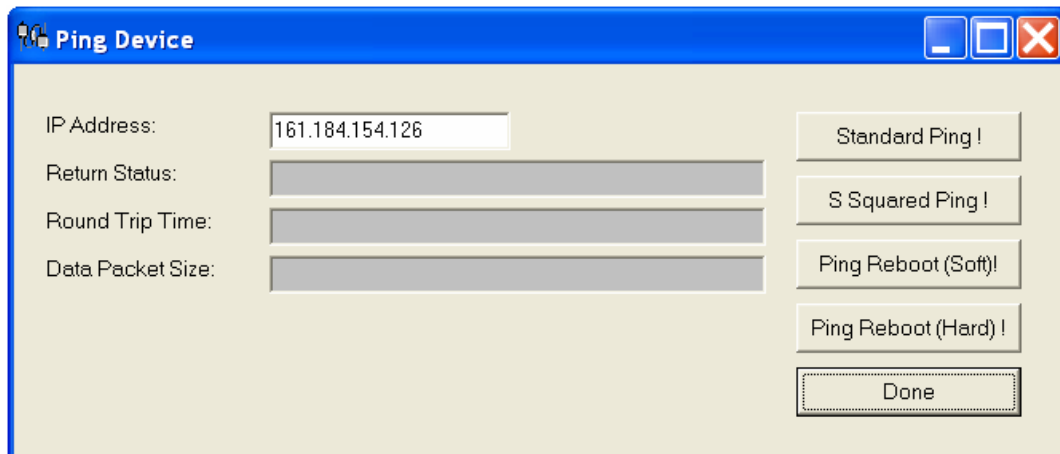 Ping Device
IP Address:
161.184.154.126
Return Status:
Round Trip Time:
Data Packet Size:
Standard Ping !
S Squared Ping !
Ping Reboot (Soft)!
Ping Reboot (Hard) !
Done